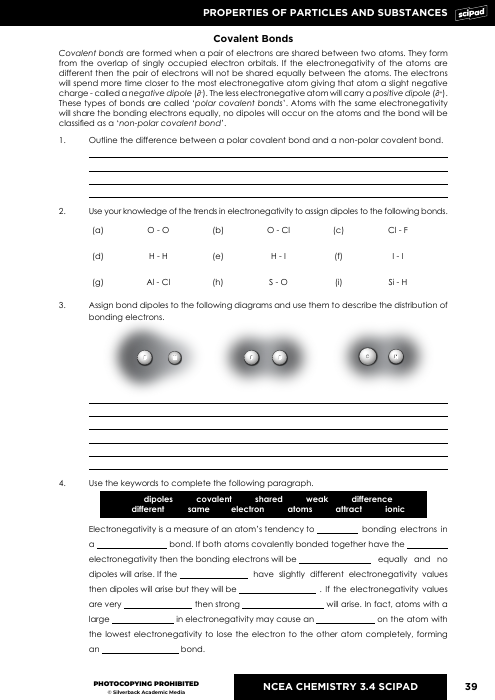 PROPERTIES OF PARTICLES AND SUBSTANCES
scipad
Covalent Bonds
Covalent bonds are formed when a pair of electrons are shared between two atoms. They form
from the overlap of singly occupied electron orbitals. If the electronegativity of the atoms are
different then the pair of electrons will not be shared equally between the atoms. The electrons
will spend more time closer to the most electronegative atom giving that atom a slight negative
charge - called a negative dipole (∂-). The less electronegative atom will carry a positive dipole (∂+).
These types of bonds are called 'polar covalent bonds'. Atoms with the same electronegativity
will share the bonding electrons equally, no dipoles will occur on the atoms and the bond will be
classified as a 'non-polar covalent bond'.
1. Outline the difference between a polar covalent bond and a non-polar covalent bond.
2. Use your knowledge of the trends in electronegativity to assign dipoles to the following bonds.
(a) O - O (b) O - Cl (c) Cl - F
(d) H - H (e) H - I (f) I - I
(g) Al - Cl (h) S - O (i) Si - H
3. Assign bond dipoles to the following diagrams and use them to describe the distribution of
bonding electrons.
4. Use the keywords to complete the following paragraph.
dipoles covalent shared weak difference
different same electron atoms attract ionic
Electronegativity is a measure of an atom's tendency to ________ bonding electrons in
a ________ bond. If both atoms covalently bonded together have the ________
electronegativity then the bonding electrons will be ________ equally and no
dipoles will arise. If the ________ have slightly different electronegativity values
then dipoles will arise but they will be ________ . If the electronegativity values
are very ________ then strong ________ will arise. In fact, atoms with a
large ________ in electronegativity may cause an ________ on the atom with
the lowest electronegativity to lose the electron to the other atom completely, forming
an ________ bond.
PHOTOCOPYING PROHIBITED
© Silverback Academic Media
NCEA CHEMISTRY 3.4 SCIPAD
39